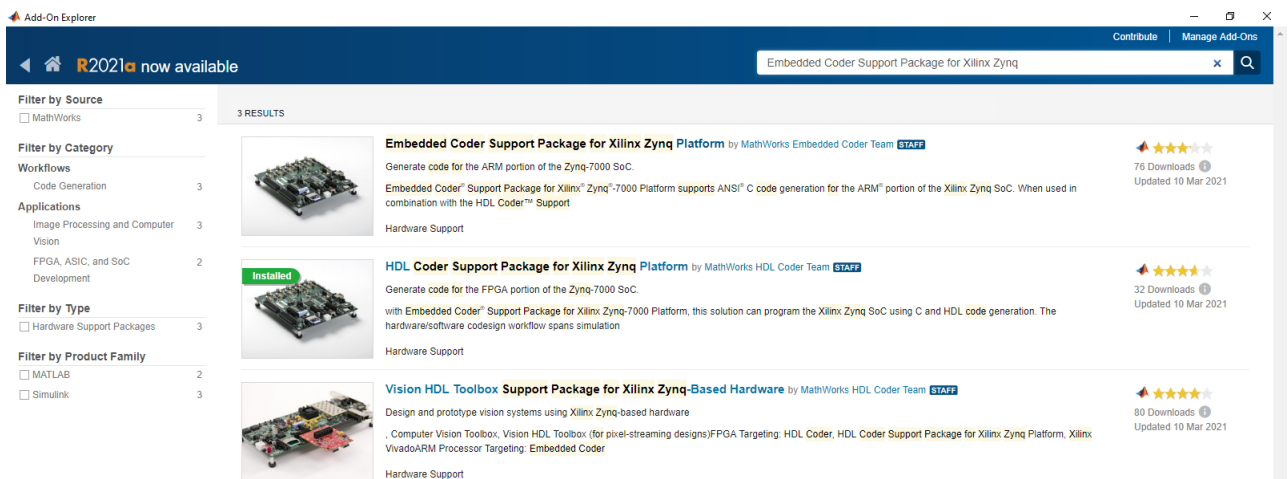 Add-On Explorer
Contribute
Manage Add-Ons
R2021a now available
Embedded Coder Support Package for Xilinx Zynq
Filter by Source
MathWorks 3
Filter by Category
Workflows
Code Generation 3
Applications
Image Processing and Computer 3
Vision
FPGA, ASIC, and SoC 2
Development
Filter by Type
Hardware Support Packages 3
Filter by Product Family
MATLAB 2
Simulink 3
3 RESULTS
Embedded Coder Support Package for Xilinx Zynq Platform by MathWorks Embedded Coder Team STAFF
Generate code for the ARM portion of the Zynq-7000 SoC.
Embedded Coder® Support Package for Xilinx® Zynq®-7000 Platform supports ANSI® C code generation for the ARM® portion of the Xilinx Zynq SoC. When used in
combination with the HDL Coder™ Support
Hardware Support
76 Downloads
Updated 10 Mar 2021
Installed
HDL Coder Support Package for Xilinx Zynq Platform by MathWorks HDL Coder Team STAFF
Generate code for the FPGA portion of the Zynq-7000 SoC.
with Embedded Coder® Support Package for Xilinx Zynq-7000 Platform, this solution can program the Xilinx Zynq SoC using C and HDL code generation. The
hardware/software codesign workflow spans simulation
Hardware Support
32 Downloads
Updated 10 Mar 2021
Vision HDL Toolbox Support Package for Xilinx Zynq-Based Hardware by MathWorks HDL Coder Team STAFF
Design and prototype vision systems using Xilinx Zynq-based hardware
, Computer Vision Toolbox, Vision HDL Toolbox (for pixel-streaming designs)FPGA Targeting: HDL Coder, HDL Coder Support Package for Xilinx Zynq Platform, Xilinx
VivadoARM Processor Targeting: Embedded Coder
Hardware Support
80 Downloads
Updated 10 Mar 2021